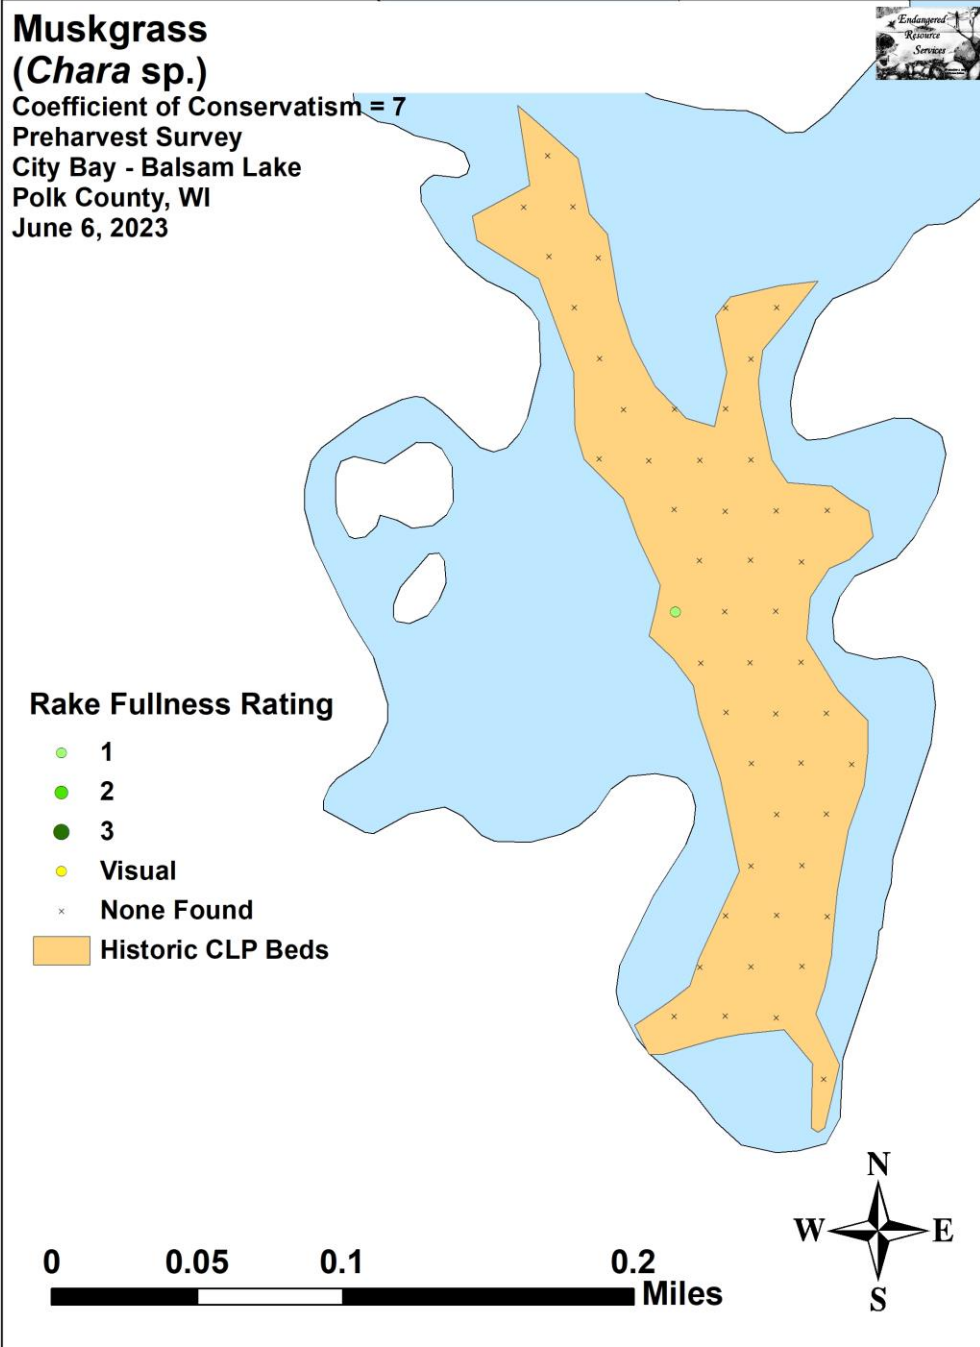 Muskgrass
(Chara sp.)
Coefficient of Conservatism = 7
Preharvest Survey
City Bay - Balsam Lake
Polk County, WI
June 6, 2023
Endangered
Resource
Services
Rake Fullness Rating
1
2
3
Visual
None Found
Historic CLP Beds
N
W E
S
0 0.05 0.1 0.2
Miles